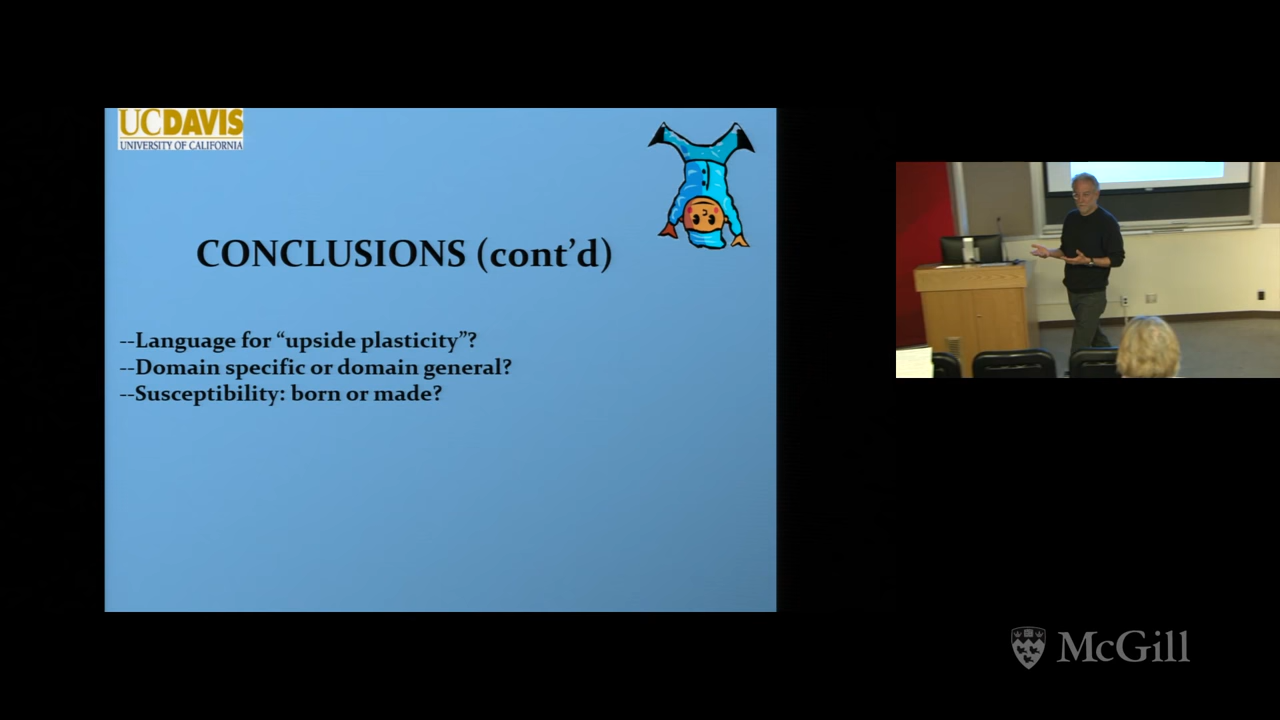 UCDAVIS
UNIVERSITY OF CALIFORNIA
CONCLUSIONS (cont’d)
--Language for “upside plasticity”?
--Domain specific or domain general?
--Susceptibility: born or made?
McGill